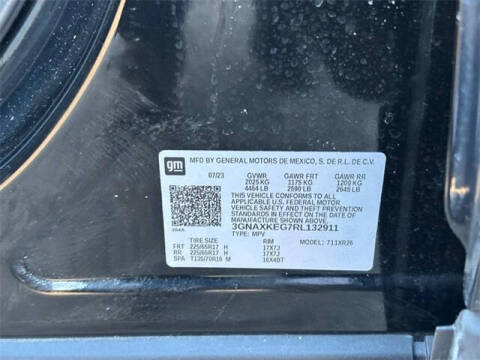 gm
MFD BY GENERAL MOTORS DE MEXICO, S. DE R.L. DE C.V.
07/23 GVWR GAWR FRT GAWR RR
2025 KG 1175 KG 1200 KG
4464 LB 2590 LB 2645 LB
THIS VEHICLE CONFORMS TO ALL
APPLICABLE U.S. FEDERAL MOTOR
VEHICLE SAFETY, BUMPER, AND
THEFT PREVENTION STANDARDS IN
EFFECT ON THE DATE OF
MANUFACTURE SHOWN ABOVE.
3GNAXKEG7RL132911
TYPE: MPV MODEL: 711XR26
TIRE SIZE RIM
FRT 225/65R17 H 17X7J
RR 225/65R17 H 17X7J
SPA T135/70R16 M 16X4DT